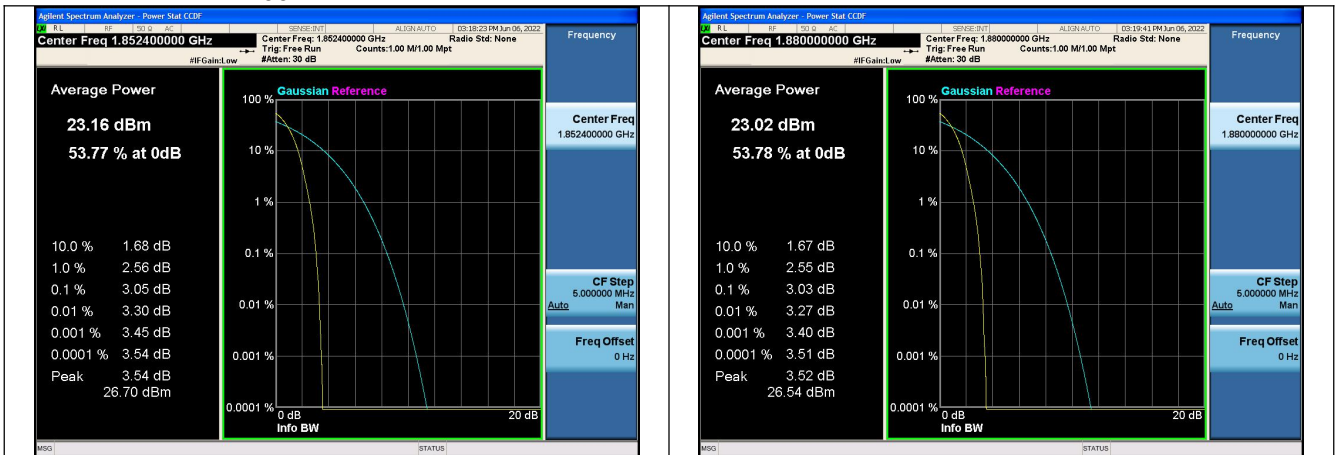 Agilent Spectrum Analyzer - Power Stat CCDF
RL RF 50 Ω AC SENSE:INT ALIGN AUTO 03:18:23 PM Jun 06, 2022
Center Freq 1.852400000 GHz
Center Freq: 1.852400000 GHz Radio Std: None
Trig: Free Run Counts:1.00 M/1.00 Mpt
#IFGain:Low #Atten: 30 dB
Frequency
Average Power
23.16 dBm
53.77 % at 0dB
10.0 % 1.68 dB
1.0 % 2.56 dB
0.1 % 3.05 dB
0.01 % 3.30 dB
0.001 % 3.45 dB
0.0001 % 3.54 dB
Peak 3.54 dB
26.70 dBm
Gaussian Reference
100 %
10 %
1 %
0.1 %
0.01 %
0.001 %
0.0001 %
0 dB 20 dB
Info BW
Center Freq
1.852400000 GHz
CF Step
5.000000 MHz
Auto Man
Freq Offset
0 Hz
MSG STATUS
Agilent Spectrum Analyzer - Power Stat CCDF
RL RF 50 Ω AC SENSE:INT ALIGN AUTO 03:19:41 PM Jun 06, 2022
Center Freq 1.880000000 GHz
Center Freq: 1.880000000 GHz Radio Std: None
Trig: Free Run Counts:1.00 M/1.00 Mpt
#IFGain:Low #Atten: 30 dB
Frequency
Average Power
23.02 dBm
53.78 % at 0dB
10.0 % 1.67 dB
1.0 % 2.55 dB
0.1 % 3.03 dB
0.01 % 3.27 dB
0.001 % 3.40 dB
0.0001 % 3.51 dB
Peak 3.52 dB
26.54 dBm
Gaussian Reference
100 %
10 %
1 %
0.1 %
0.01 %
0.001 %
0.0001 %
0 dB 20 dB
Info BW
Center Freq
1.880000000 GHz
CF Step
5.000000 MHz
Auto Man
Freq Offset
0 Hz
MSG STATUS